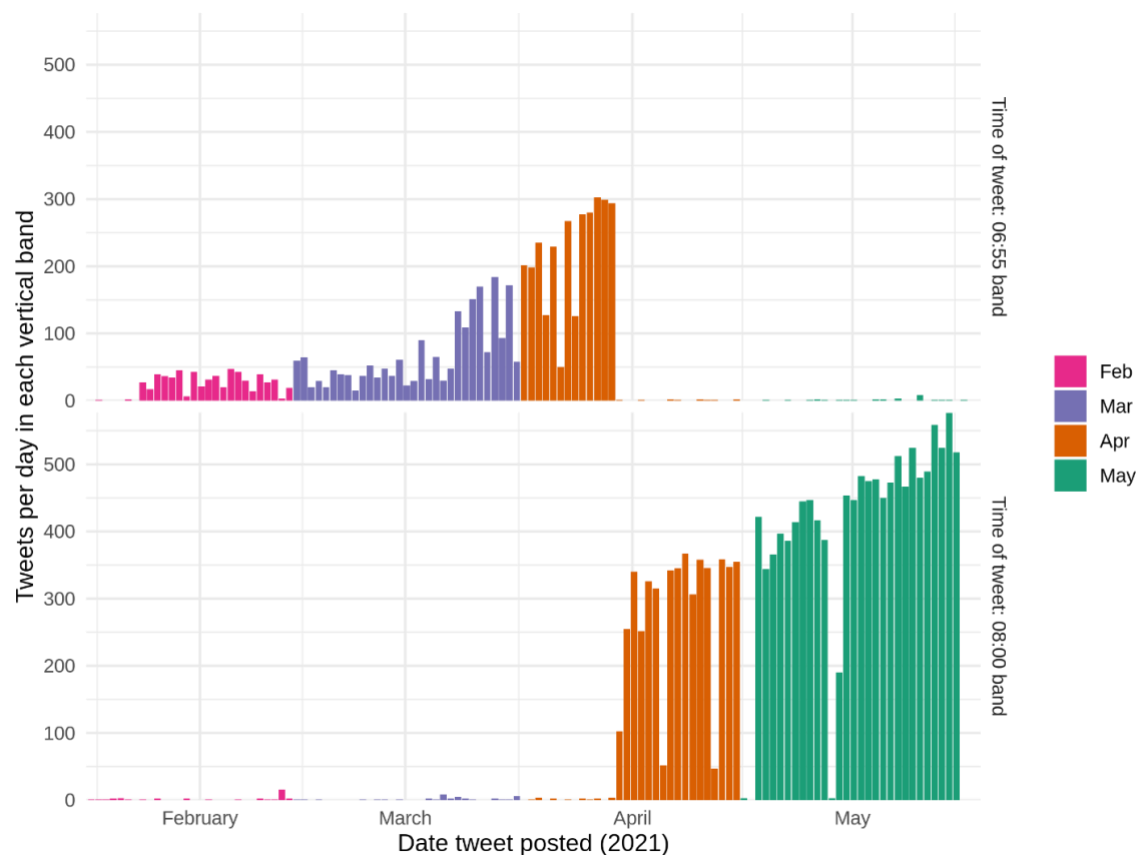 500
400
300
200
100
0
Time of tweet: 06:55 band
500
400
300
200
100
0
Time of tweet: 08:00 band
Tweets per day in each vertical band
February
March
April
May
Date tweet posted (2021)
Feb
Mar
Apr
May